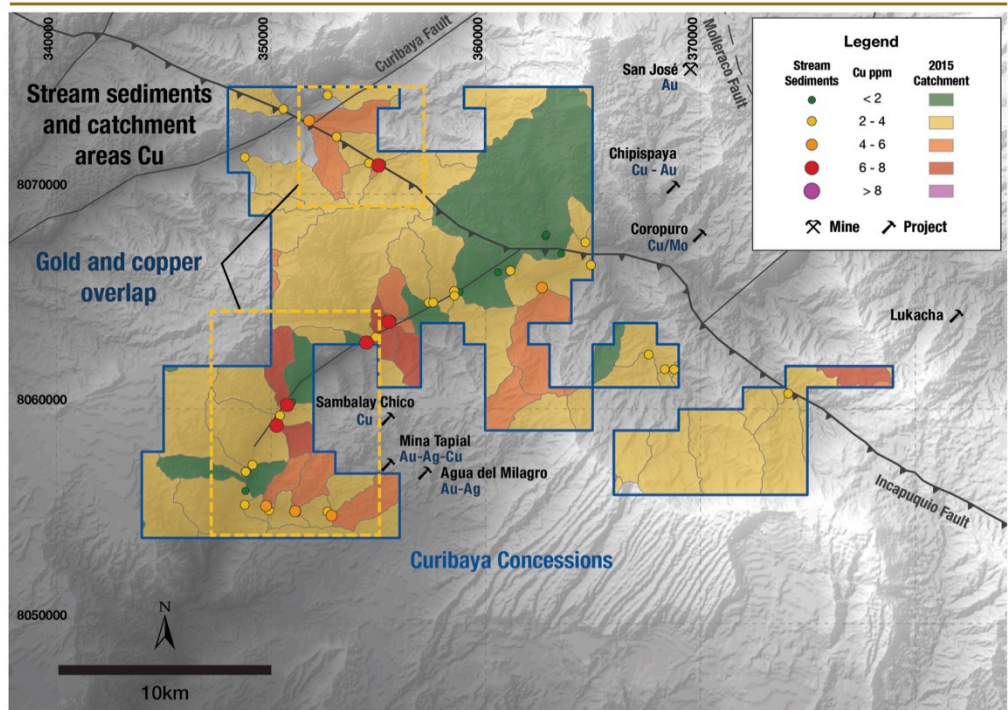 340000
350000
360000
370000
Curibaya Fault
Molleraco Fault
Stream sediments
and catchment
areas Cu
8070000
Gold and copper
overlap
San José
Au
Chipispaya
Cu - Au
Coropuro
Cu/Mo
Lukacha
Legend
Stream
Sediments
Cu ppm
2015
Catchment
< 2
2 - 4
4 - 6
6 - 8
> 8
Mine
Project
8060000
Sambalay Chico
Cu
Mina Tapial
Au-Ag-Cu
Agua del Milagro
Au-Ag
Incapuquio Fault
Curibaya Concessions
8050000
N
10km